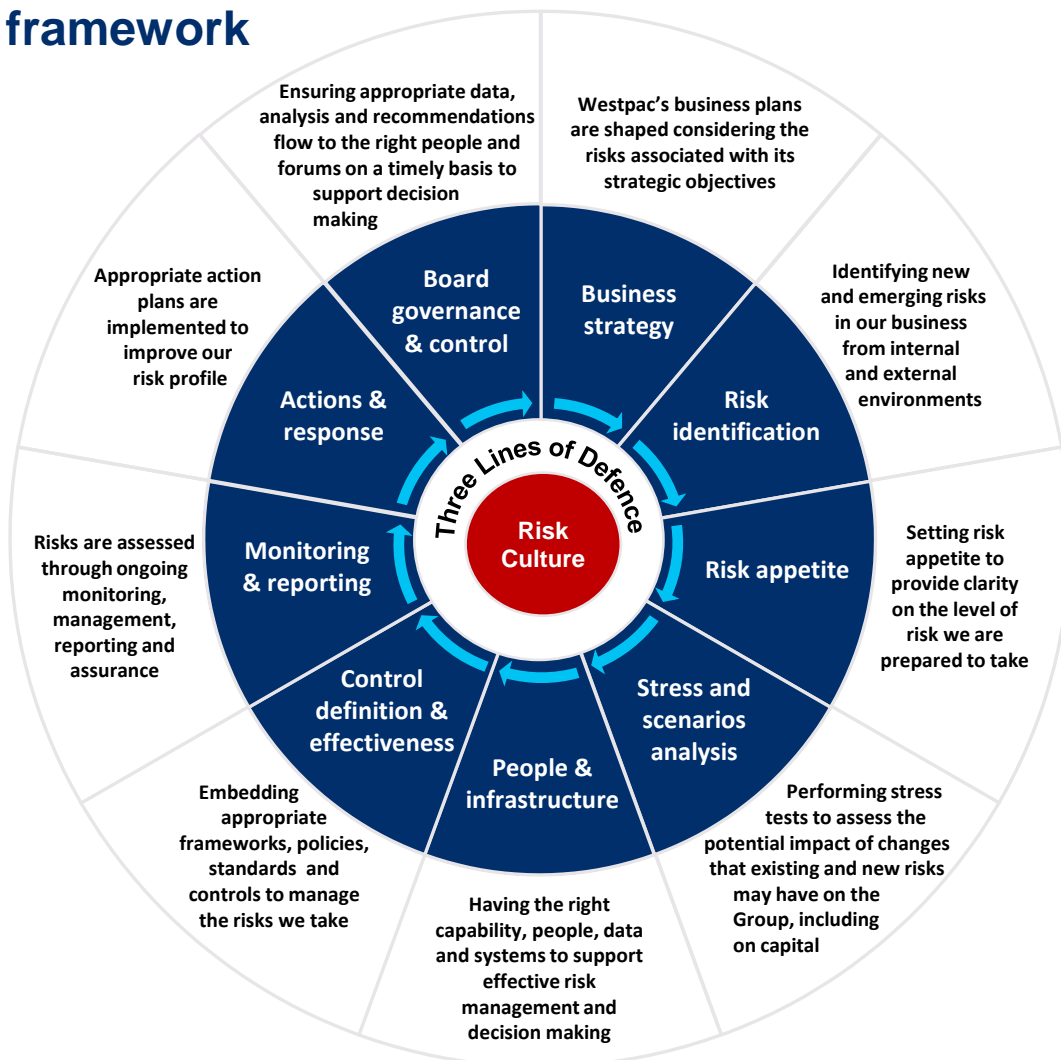 framework
Ensuring appropriate data,
analysis and recommendations
flow to the right people and
forums on a timely basis to
support decision
making
Westpac's business plans
are shaped considering the
risks associated with its
strategic objectives
Appropriate action
plans are
implemented to
improve our
risk profile
Identifying new
and emerging risks
in our business
from internal
and external
environments
Board
governance
& control
Business
strategy
Actions &
response
Risk
identification
Three Lines of Defence
Risk
Culture
Monitoring
& reporting
Risk appetite
Risks are assessed
through ongoing
monitoring,
management,
reporting and
assurance
Setting risk
appetite to
provide clarity
on the level of
risk we are
prepared to take
Control
definition &
effectiveness
People &
infrastructure
Stress and
scenarios
analysis
Embedding
appropriate
frameworks, policies,
standards and
controls to manage
the risks we take
Having the right
capability, people, data
and systems to support
effective risk
management and
decision making
Performing stress
tests to assess the
potential impact of changes
that existing and new risks
may have on the
Group, including
on capital